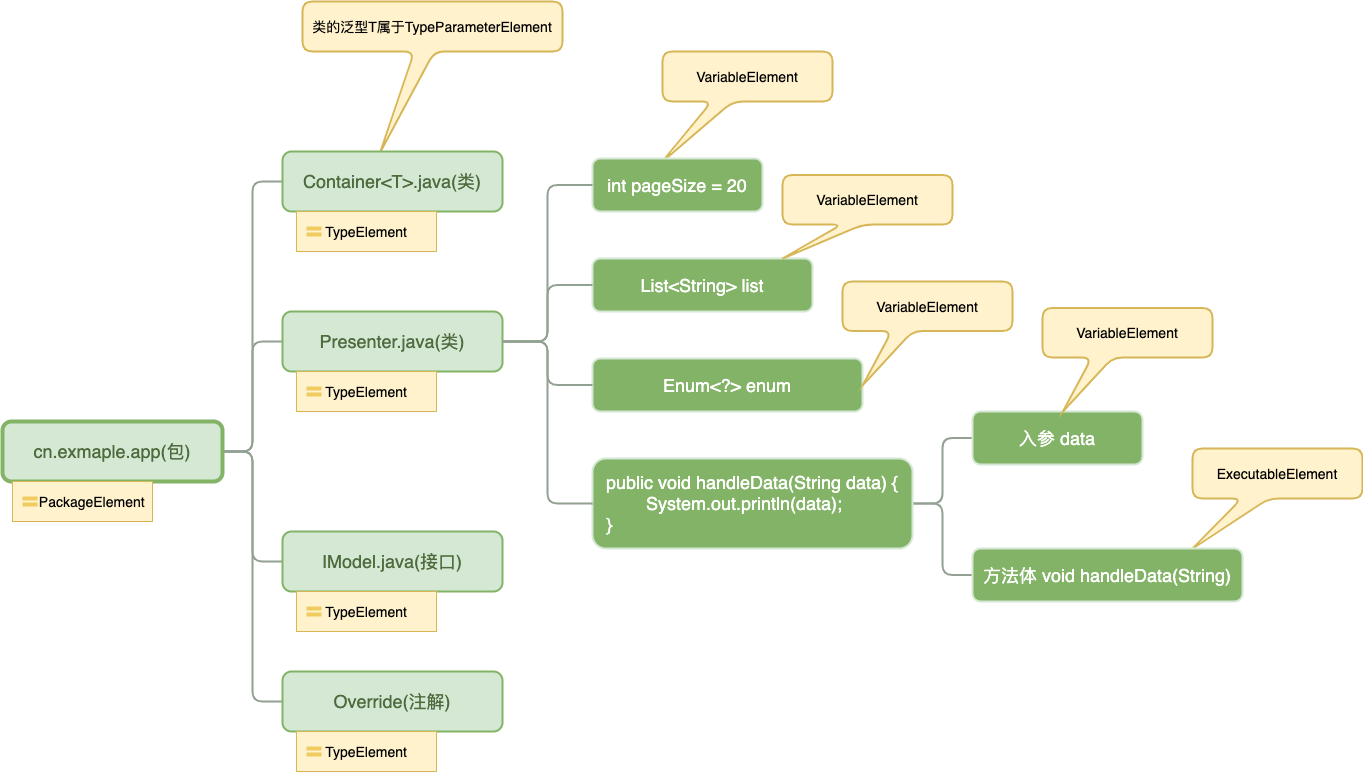 类的泛型T属于TypeParameterElement
VariableElement
Container<T>.java(类)
TypeElement
int pageSize = 20
VariableElement
List<String> list
VariableElement
Presenter.java(类)
TypeElement
Enum<?> enum
VariableElement
入参 data
cn.exmaple.app(包)
PackageElement
public void handleData(String data) {
System.out.println(data);
}
ExecutableElement
方法体 void handleData(String)
IModel.java(接口)
TypeElement
Override(注解)
TypeElement